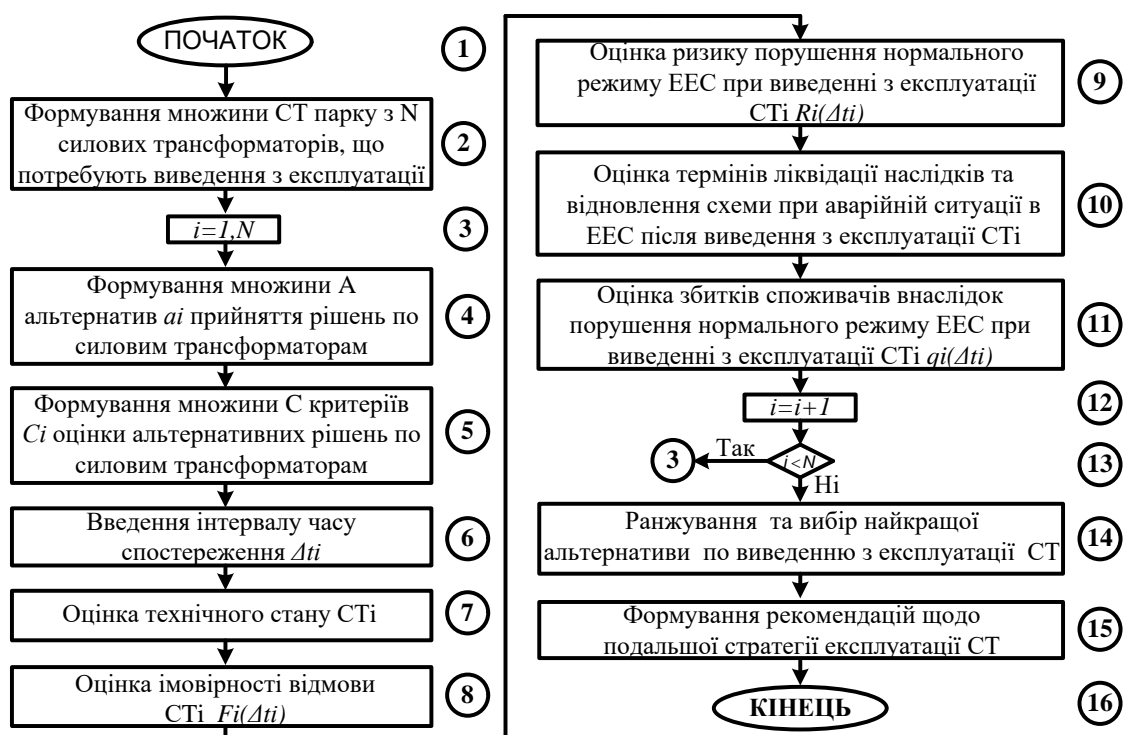 ПОЧАТОК
1
Формування множини СТ парку з N
силових трансформаторів, що
потребують виведення з експлуатації
2
i=1,N
3
Формування множини А
альтернатив ai прийняття рішень по
силовим трансформаторам
4
Формування множини С критеріїв
Ci оцінки альтернативних рішень по
силовим трансформаторам
5
Введення інтервалу часу
спостереження Δti
6
Оцінка технічного стану СТі
7
Оцінка імовірності відмови
СТі Fi(Δti)
8
Оцінка ризику порушення нормального
режиму ЕЕС при виведенні з експлуатації
СТі Ri(Δti)
9
Оцінка термінів ліквідації наслідків та
відновлення схеми при аварійній ситуації в
ЕЕС після виведення з експлуатації СТі
10
Оцінка збитків споживачів внаслідок
порушення нормального режиму ЕЕС при
виведенні з експлуатації СТі qi(Δti)
11
i=i+1
12
3 Так i<N
13
Ні
Ранжування та вибір найкращої
альтернативи по виведенню з експлуатації СТ
14
Формування рекомендацій щодо
подальшої стратегії експлуатації СТ
15
КІНЕЦЬ
16